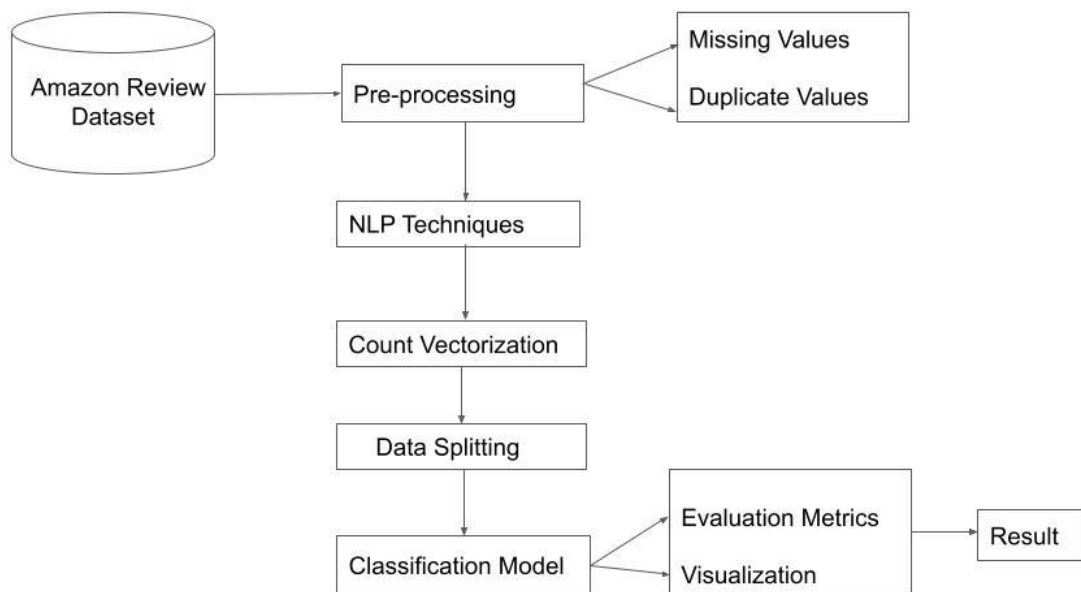 Amazon Review
Dataset
Pre-processing
Missing Values
Duplicate Values
NLP Techniques
Count Vectorization
Data Splitting
Classification Model
Evaluation Metrics
Visualization
Result